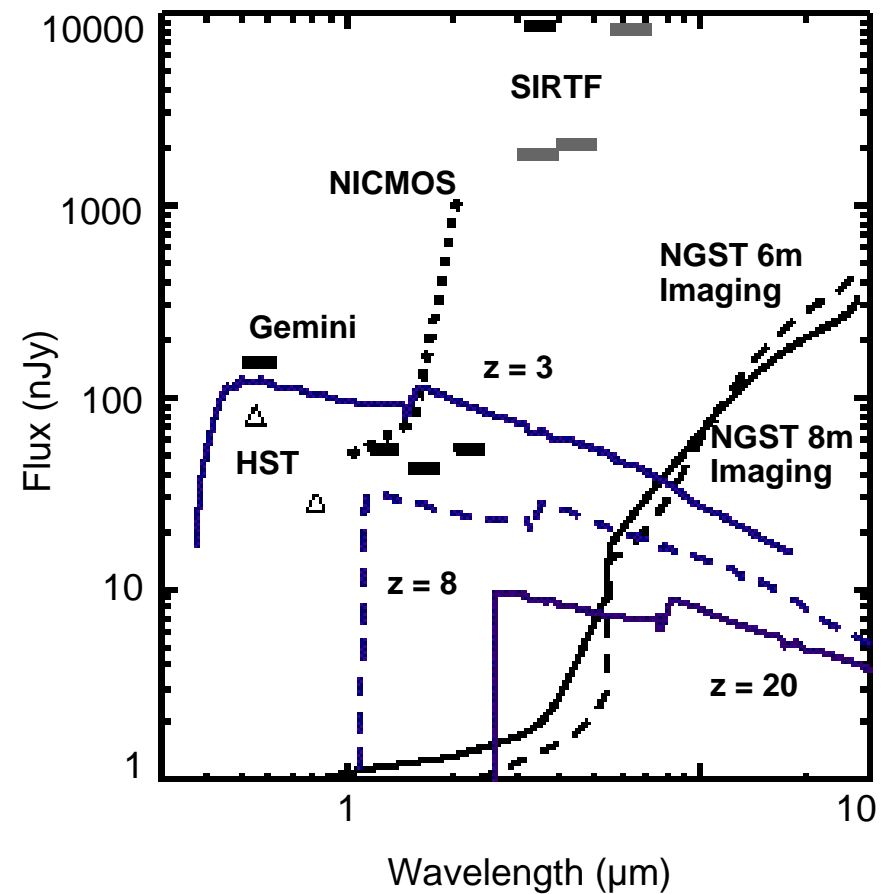 10000
SIRTF
NICMOS
1000
NGST 6m
Imaging
Gemini
z = 3
100
NGST 8m
Imaging
HST
z = 8
10
z = 20
1
1
10
Flux (nJy)
Wavelength (µm)